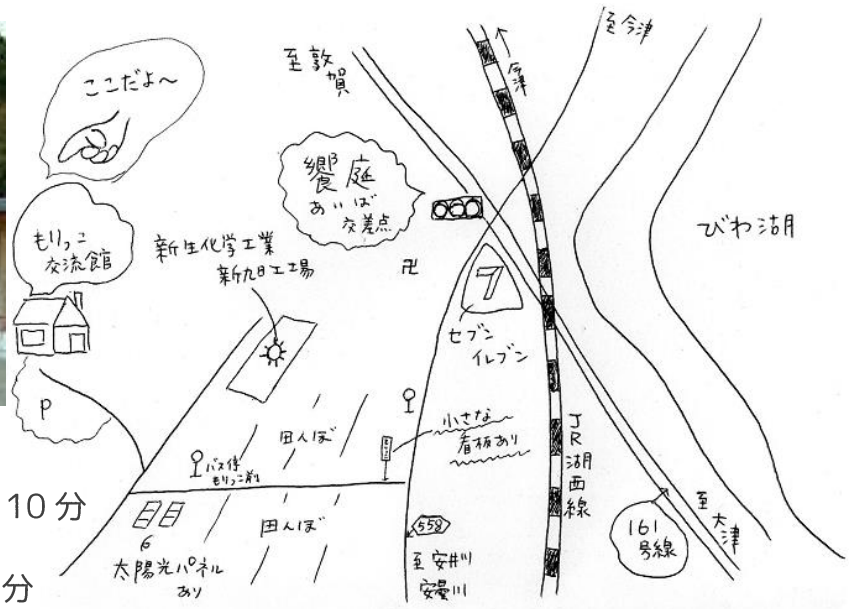 至今津
今津
至敦賀
ここだよ～
饗庭
あいば
交差点
びわ湖
もりっこ
交流館
新生化学工業
新旭工場
卍
7
セブン
イレブン
P
小さな
看板あり
田んぼ
バス停
もりっこ前
JR湖西線
10分
田んぼ
558
至安井川
安曇川
161
号線
至大津
太陽光パネル
あり
分